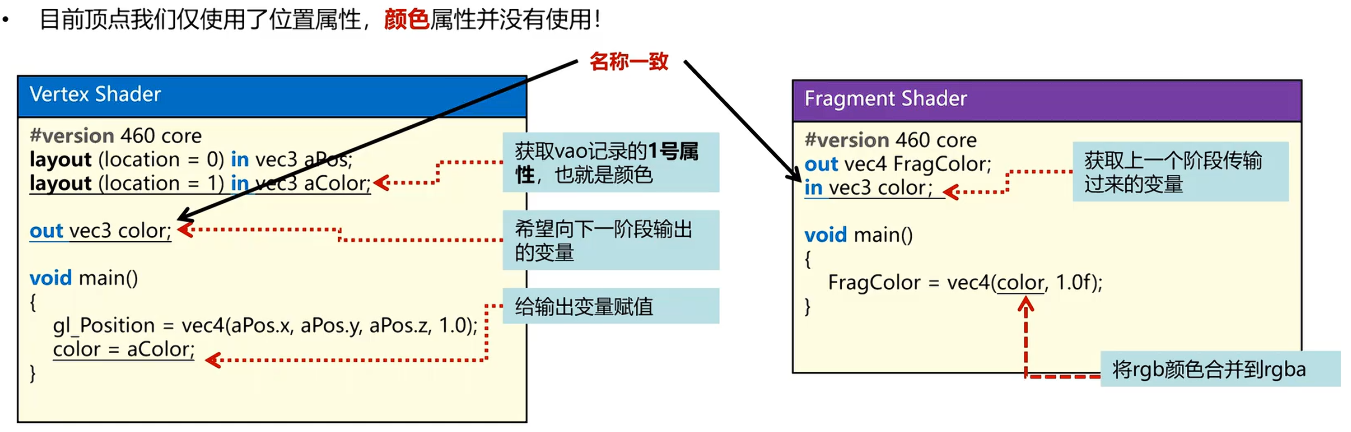 • 目前顶点我们仅使用了位置属性，颜色属性并没有使用！
名称一致
Vertex Shader
#version 460 core
layout (location = 0) in vec3 aPos;
layout (location = 1) in vec3 aColor;
out vec3 color;
void main()
{
gl_Position = vec4(aPos.x, aPos.y, aPos.z, 1.0);
color = aColor;
}
获取vao记录的1号属
性，也就是颜色
希望向下一阶段输出
的变量
给输出变量赋值
Fragment Shader
#version 460 core
out vec4 FragColor;
in vec3 color;
void main()
{
FragColor = vec4(color, 1.0f);
}
获取上一个阶段传输
过来的变量
将rgb颜色合并到rgba